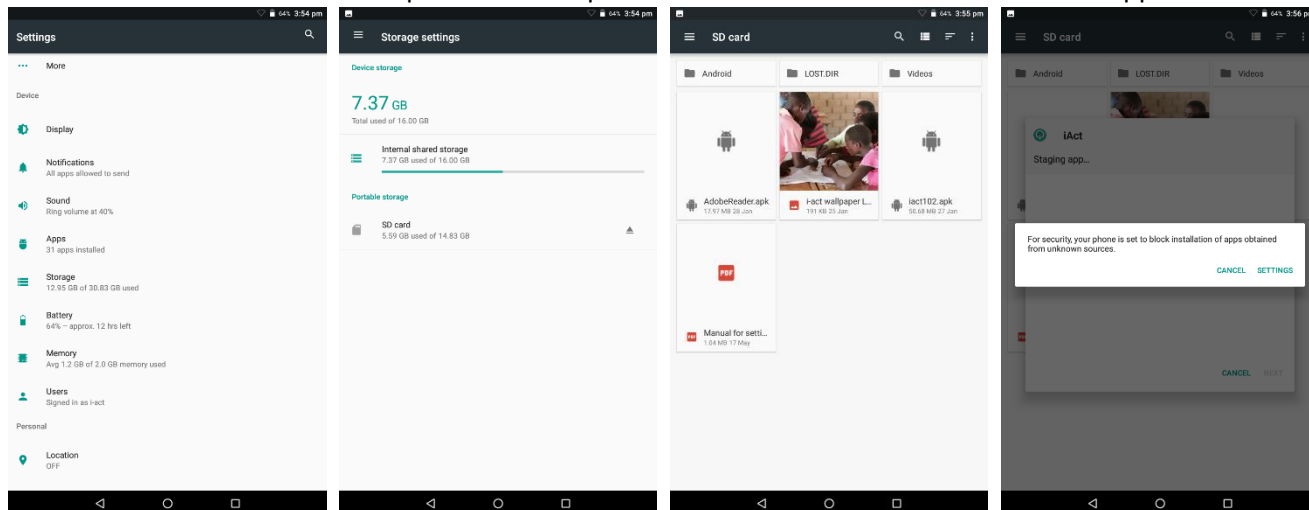 64% 3:54 pm
Settings
More
Device
Display
Notifications
All apps allowed to send
Sound
Ring volume at 40%
Apps
31 apps installed
Storage
12.95 GB of 30.83 GB used
Battery
64% – approx. 12 hrs left
Memory
Avg 1.2 GB of 2.0 GB memory used
Users
Signed in as i-act
Personal
Location
OFF
64% 3:54 pm
Storage settings
Device storage
7.37 GB
Total used of 16.00 GB
Internal shared storage
7.37 GB used of 16.00 GB
Portable storage
SD card
5.59 GB used of 14.83 GB
64% 3:55 pm
SD card
Android
LOST.DIR
Videos
AdobeReader.apk
17.97 MB 28 Jan
i-act wallpaper L...
191 KB 25 Jan
iact102.apk
50.68 MB 27 Jan
PDF
Manual for setti...
1.04 MB 17 May
64% 3:56 p
SD card
Android
LOST.DIR
Videos
iAct
Staging app...
For security, your phone is set to block installation of apps obtained
from unknown sources.
CANCEL SETTINGS
CANCEL NEXT